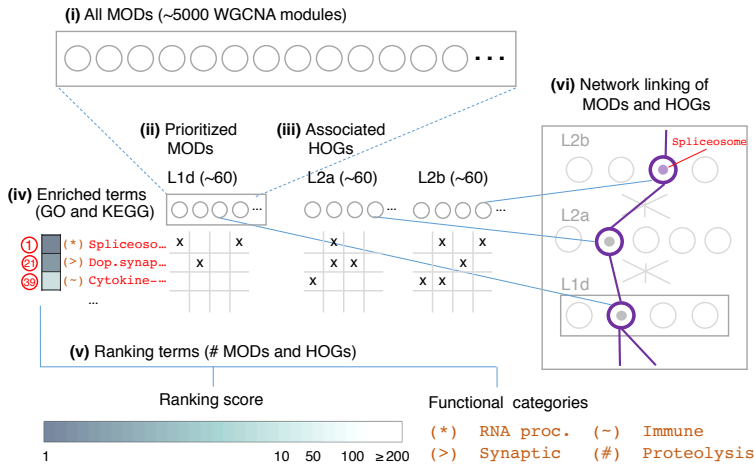 (i) All MODs (~5000 WGCNA modules)
...
(ii) Prioritized MODs
(iii) Associated HOGs
(vi) Network linking of MODs and HOGs
L1d (~60)
L2a (~60)
L2b (~60)
...
...
...
(iv) Enriched terms (GO and KEGG)
1 (*) Spliceoso… x x x x x
21 (>) Dop.synap… x x x x
39 (~) Cytokine-… x x x
...
L2b
Spliceosome
L2a
L1d
(v) Ranking terms (# MODs and HOGs)
Ranking score
1 10 50 100 ≥200
Functional categories
(*) RNA proc. (~) Immune
(>) Synaptic (#) Proteolysis